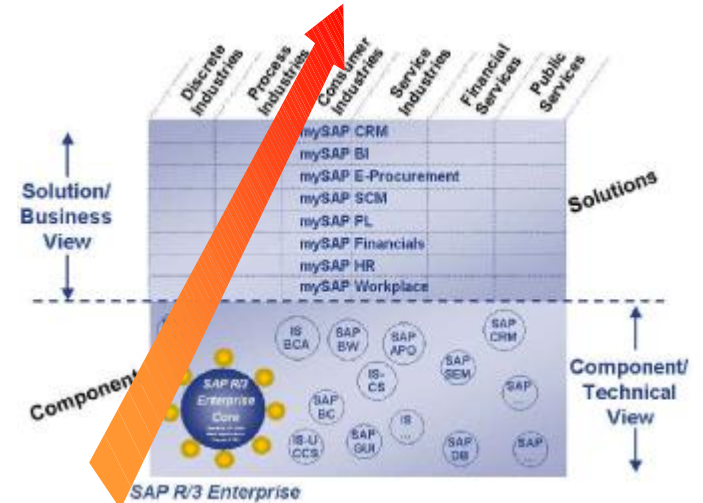 Discrete
Industries
Process
Industries
Consumer
Industries
Service
Industries
Financial
Services
Public
Services
mySAP CRM
mySAP BI
mySAP E-Procurement
mySAP SCM
mySAP PL
mySAP Financials
mySAP HR
mySAP Workplace
Solution/
Business
View
Solutions
IS
BCA
SAP
BW
SAP
APO
SAP
CRM
IS-
CS
SAP
SEM
SAP
...
SAP
BC
IS
...
IS-U
CCS
SAP
GUI
SAP
DB
SAP
...
SAP R/3
Enterprise
Core
Component
Component/
Technical
View
SAP R/3 Enterprise